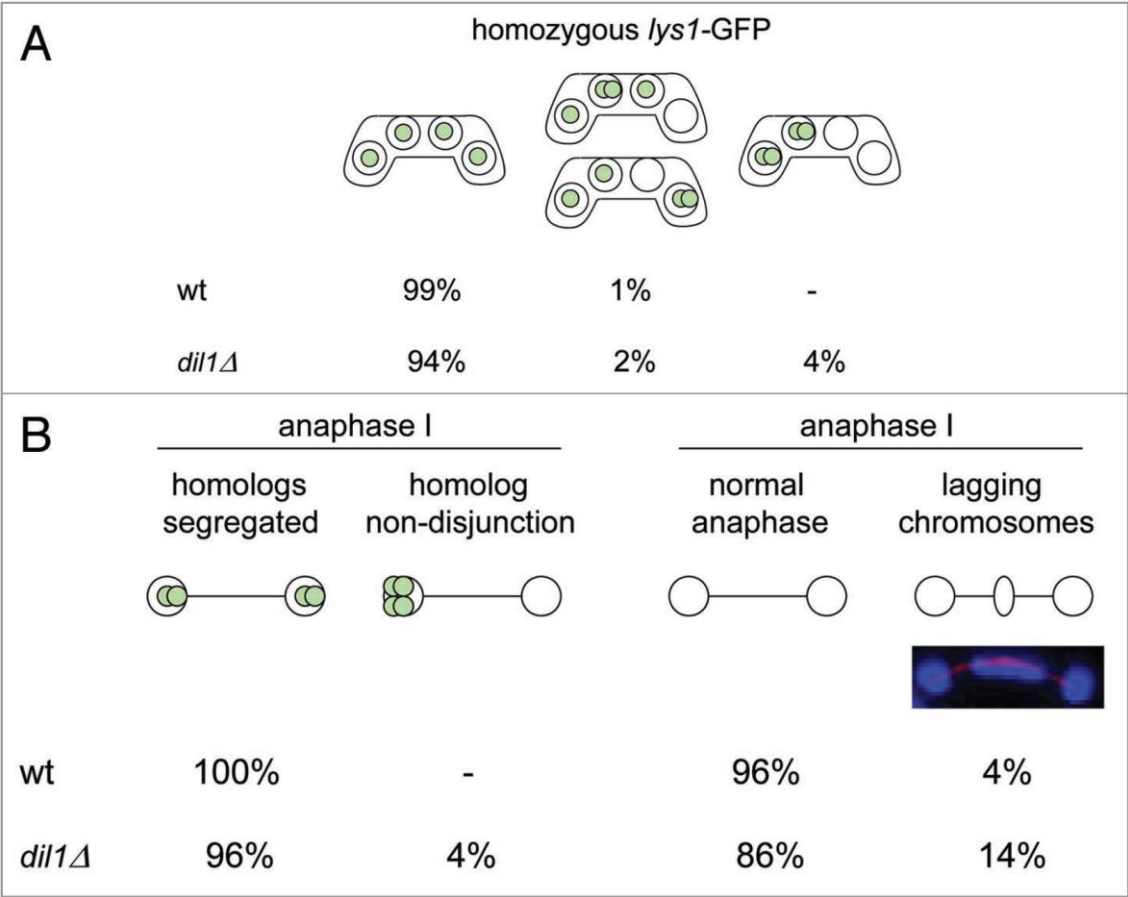 A
homozygous lys1-GFP
wt 99% 1% -
dil1Δ 94% 2% 4%
B
anaphase I anaphase I
homologs segregated
homolog non-disjunction
normal anaphase
lagging chromosomes
wt 100% - 96% 4%
dil1Δ 96% 4% 86% 14%